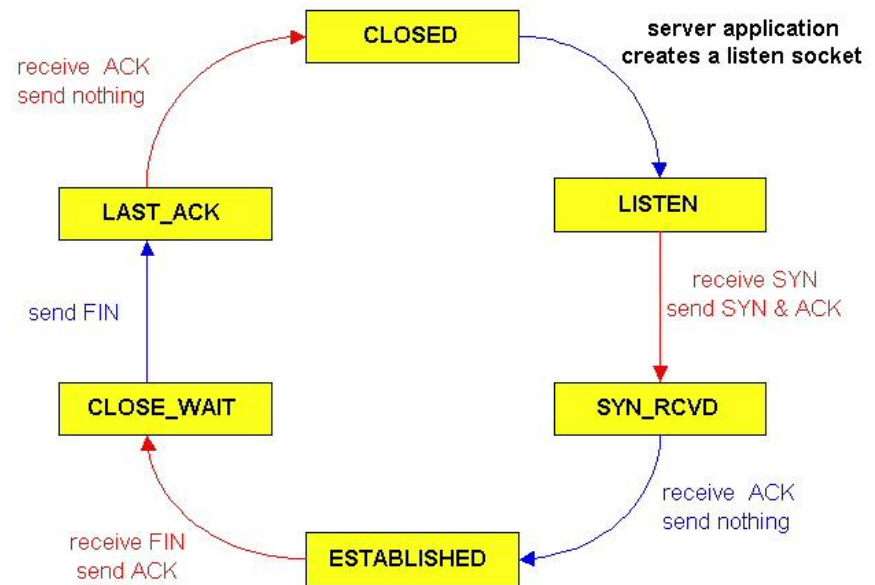 CLOSED
server application
creates a listen socket
receive ACK
send nothing
LAST_ACK
LISTEN
receive SYN
send SYN & ACK
send FIN
CLOSE_WAIT
SYN_RCVD
receive ACK
send nothing
receive FIN
send ACK
ESTABLISHED